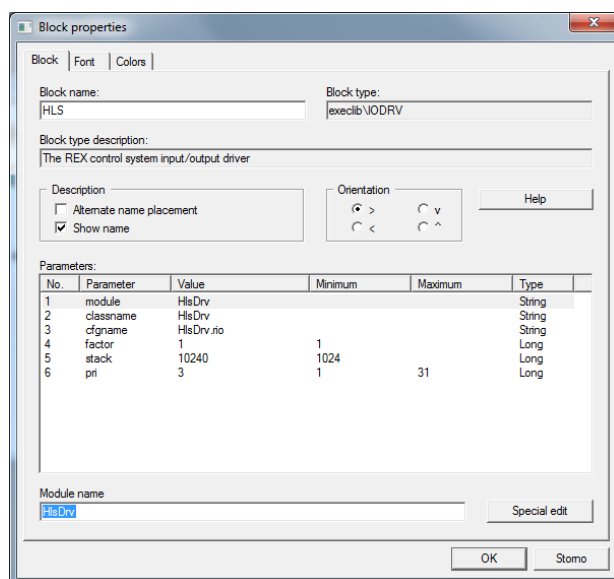 Block properties
Block Font Colors
Block name: Block type:
HLS execlib\IODRV
Block type description:
The REX control system input/output driver
Description Orientation
Alternate name placement > v Help
Show name < ^
Parameters:
No. Parameter Value Minimum Maximum Type
1 module HlsDrv String
2 classname HlsDrv String
3 cfgname HlsDrv.rio String
4 factor 1 1 Long
5 stack 10240 1024 Long
6 pri 3 1 31 Long
Module name
HlsDrv Special edit
OK Storno